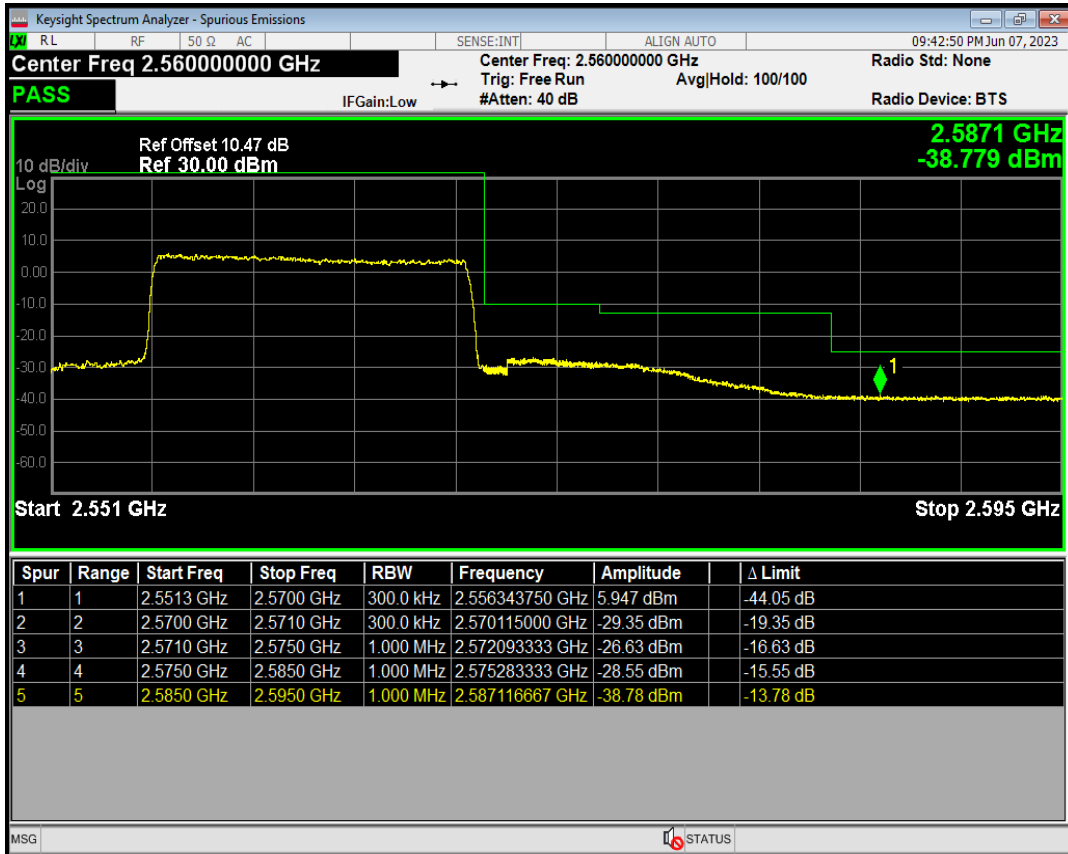 Keysight Spectrum Analyzer - Spurious Emissions
LXI RL RF 50 Ω AC SENSE:INT ALIGN AUTO 09:42:50 PM Jun 07, 2023
Center Freq 2.560000000 GHz Center Freq: 2.560000000 GHz Radio Std: None
Trig: Free Run Avg|Hold: 100/100
PASS IFGain:Low #Atten: 40 dB Radio Device: BTS
Ref Offset 10.47 dB 2.5871 GHz
10 dB/div Ref 30.00 dBm -38.779 dBm
Log
20.0
10.0
0.00
-10.0
-20.0
-30.0
1
-40.0
-50.0
-60.0
Start 2.551 GHz Stop 2.595 GHz
Spur Range Start Freq Stop Freq RBW Frequency Amplitude Δ Limit
1 1 2.5513 GHz 2.5700 GHz 300.0 kHz 2.556343750 GHz 5.947 dBm -44.05 dB
2 2 2.5700 GHz 2.5710 GHz 300.0 kHz 2.570115000 GHz -29.35 dBm -19.35 dB
3 3 2.5710 GHz 2.5750 GHz 1.000 MHz 2.572093333 GHz -26.63 dBm -16.63 dB
4 4 2.5750 GHz 2.5850 GHz 1.000 MHz 2.575283333 GHz -28.55 dBm -15.55 dB
5 5 2.5850 GHz 2.5950 GHz 1.000 MHz 2.587116667 GHz -38.78 dBm -13.78 dB
MSG STATUS